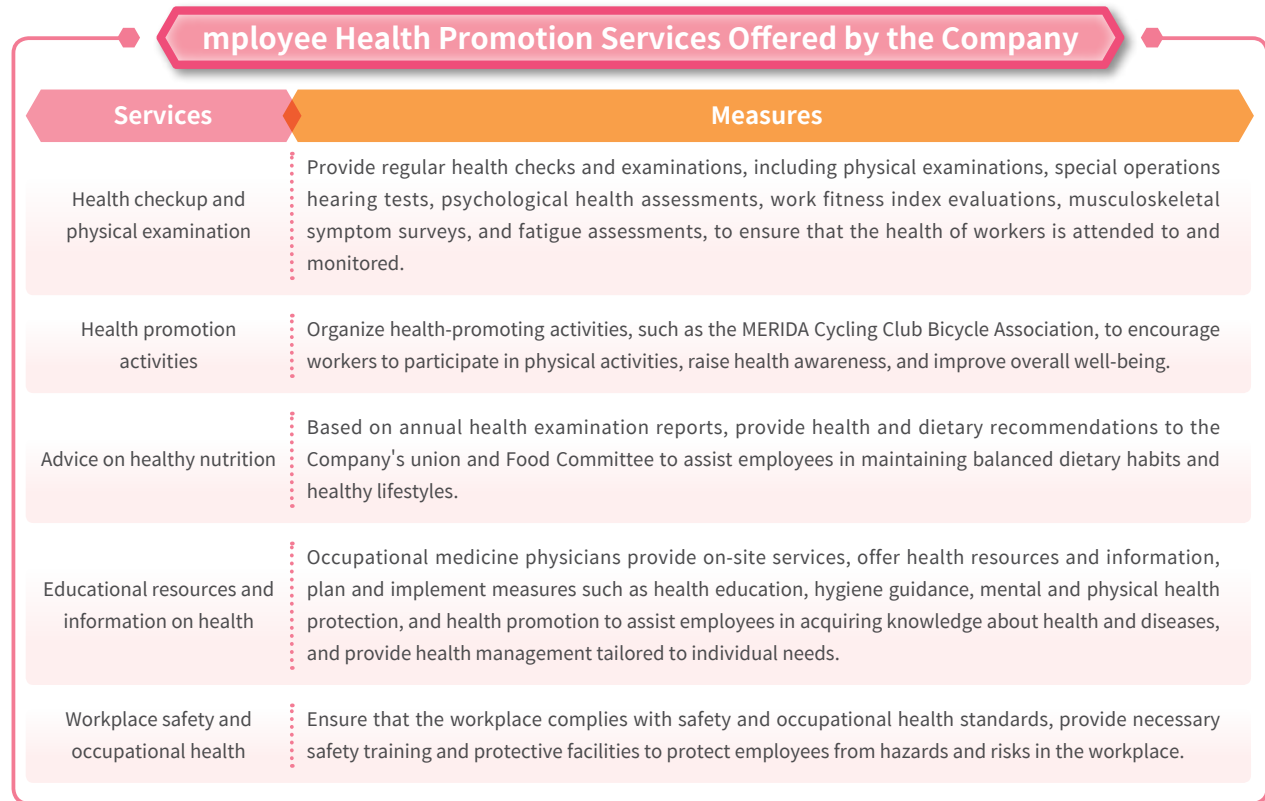 mployee Health Promotion Services Offered by the Company
Services
Measures
Health checkup and
physical examination
Provide regular health checks and examinations, including physical examinations, special operations
hearing tests, psychological health assessments, work fitness index evaluations, musculoskeletal
symptom surveys, and fatigue assessments, to ensure that the health of workers is attended to and
monitored.
Health promotion
activities
Organize health-promoting activities, such as the MERIDA Cycling Club Bicycle Association, to encourage
workers to participate in physical activities, raise health awareness, and improve overall well-being.
Advice on healthy nutrition
Based on annual health examination reports, provide health and dietary recommendations to the
Company's union and Food Committee to assist employees in maintaining balanced dietary habits and
healthy lifestyles.
Educational resources and
information on health
Occupational medicine physicians provide on-site services, offer health resources and information,
plan and implement measures such as health education, hygiene guidance, mental and physical health
protection, and health promotion to assist employees in acquiring knowledge about health and diseases,
and provide health management tailored to individual needs.
Workplace safety and
occupational health
Ensure that the workplace complies with safety and occupational health standards, provide necessary
safety training and protective facilities to protect employees from hazards and risks in the workplace.